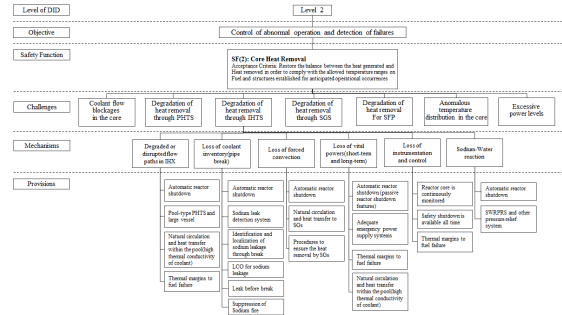 Level of DID
Level 2
Objective
Control of abnormal operation and detection of failures
Safety Function
SF(2): Core Heat Removal
Acceptance Criteria: Restore the balance between the heat generated and
Heat removed in order to comply with the allowed temperature ranges on
Fuel and structures established for anticipated operational occurrences
Challenges
Coolant flow
blockages
in the core
Degradation of
heat removal
through PHTS
Degradation of
heat removal
through IHTS
Degradation of
heat removal
through SGS
Degradation of
heat removal
For SFP
Anomalous
temperature
distribution in the core
Excessive
power levels
Mechanisms
Degraded or
disrupted flow
paths in IHX
Loss of coolant
inventory(pipe
break)
Loss of forced
convection
Loss of vital
powers(short-term
and long-term)
Loss of
instrumentation
and control
Sodium-Water
reaction
Provisions
Automatic reactor
shutdown
Pool-type PHTS and
large vessel
Natural circulation
and heat transfer
within the pool(high
thermal conductivity
of coolant)
Thermal margins to
fuel failure
Automatic reactor
shutdown
Sodium leak
detection system
Identification and
localization of
sodium leakage
through break
LCO for sodium
leakage
Leak before break
Suppression of
Sodium fire
Automatic reactor
shutdown
Natural circulation
and heat transfer to
SGs
Procedures to
ensure the heat
removal by SGs
Automatic reactor
shutdown(passive
reactor shutdown
features)
Adequate
emergency power
supply systems
Thermal margins to
fuel failure
Natural circulation
and heat transfer
within the pool(high
thermal conductivity
of coolant)
Reactor core is
continuously
monitored
Safety shutdown is
available all time
Thermal margins to
fuel failure
Automatic reactor
shutdown
SWRPRS and other
pressure relief
system